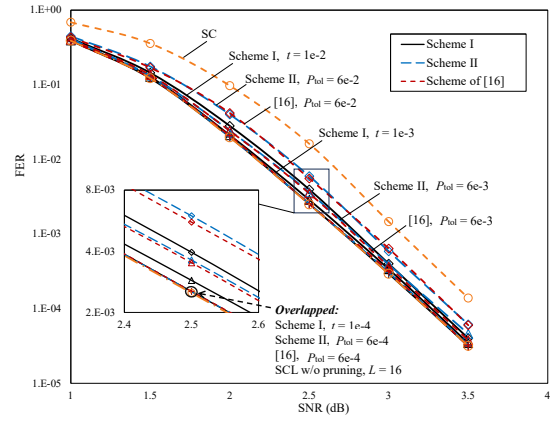 1.E+00
1.E-01
1.E-02
1.E-03
1.E-04
1.E-05
FER
SC
Scheme I, t = 1e-2
Scheme II, Ptol = 6e-2
[16], Ptol = 6e-2
Scheme I, t = 1e-3
Scheme II, Ptol = 6e-3
[16], Ptol = 6e-3
Scheme I
Scheme II
Scheme of [16]
8.E-03
4.E-03
2.E-03
2.4
2.5
2.6
Overlapped:
Scheme I, t = 1e-4
Scheme II, Ptol = 6e-4
[16], Ptol = 6e-4
SCL w/o pruning, L = 16
1
1.5
2
2.5
3
3.5
4
SNR (dB)